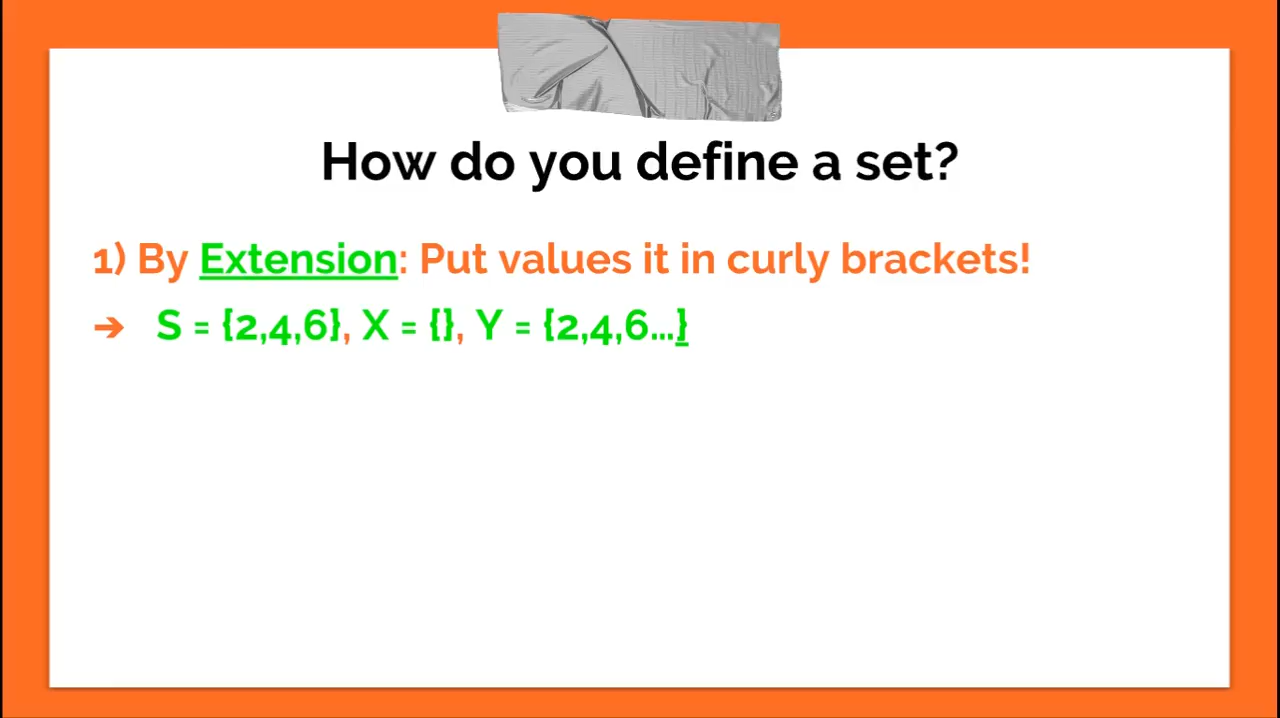 How do you define a set?
1) By Extension: Put values it in curly brackets!
➔ S = {2,4,6}, X = {}, Y = {2,4,6...}